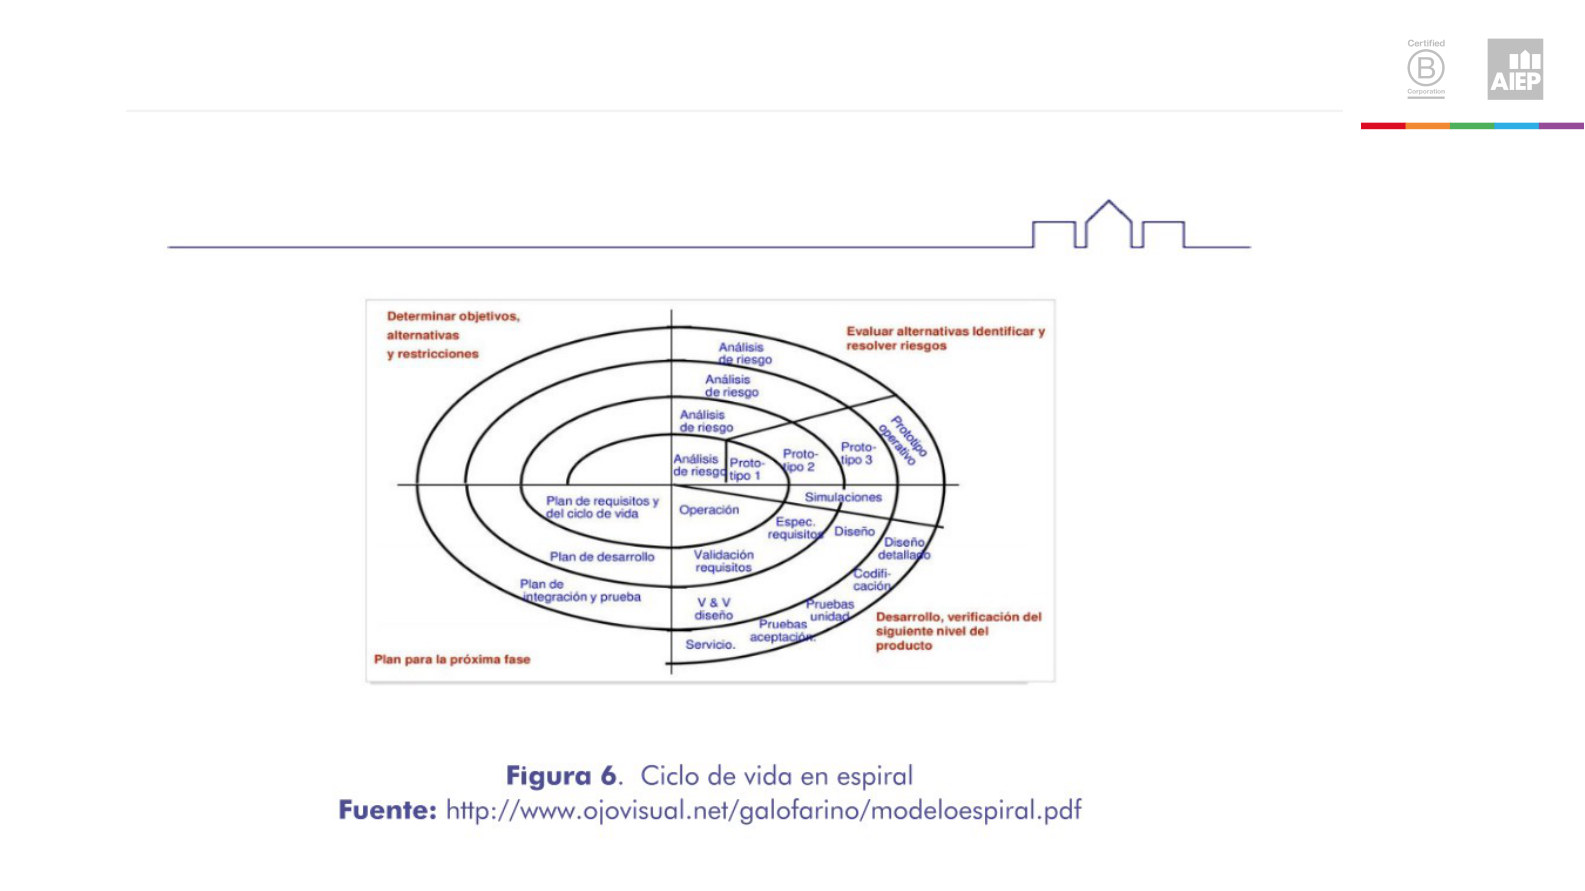 Certified
B
Corporation
AIEP
Determinar objetivos,
alternativas
y restricciones
Evaluar alternativas Identificar y
resolver riesgos
Análisis
de riesgo
Análisis
de riesgo
Análisis
de riesgo
Análisis
de riesgo
Proto-
tipo 1
Proto-
tipo 2
Proto-
tipo 3
Prototipo
operativo
Plan de requisitos y
del ciclo de vida
Operación
Simulaciones
Espec.
requisitos
Diseño
Diseño
detallado
Plan de desarrollo
Validación
requisitos
Codifi-
cación
Plan de
integración y prueba
V & V
diseño
Pruebas
unidad
Pruebas
aceptación.
Servicio.
Desarrollo, verificación del
siguiente nivel del
producto
Plan para la próxima fase
Figura 6. Ciclo de vida en espiral
Fuente: http://www.ojovisual.net/galofarino/modeloespiral.pdf